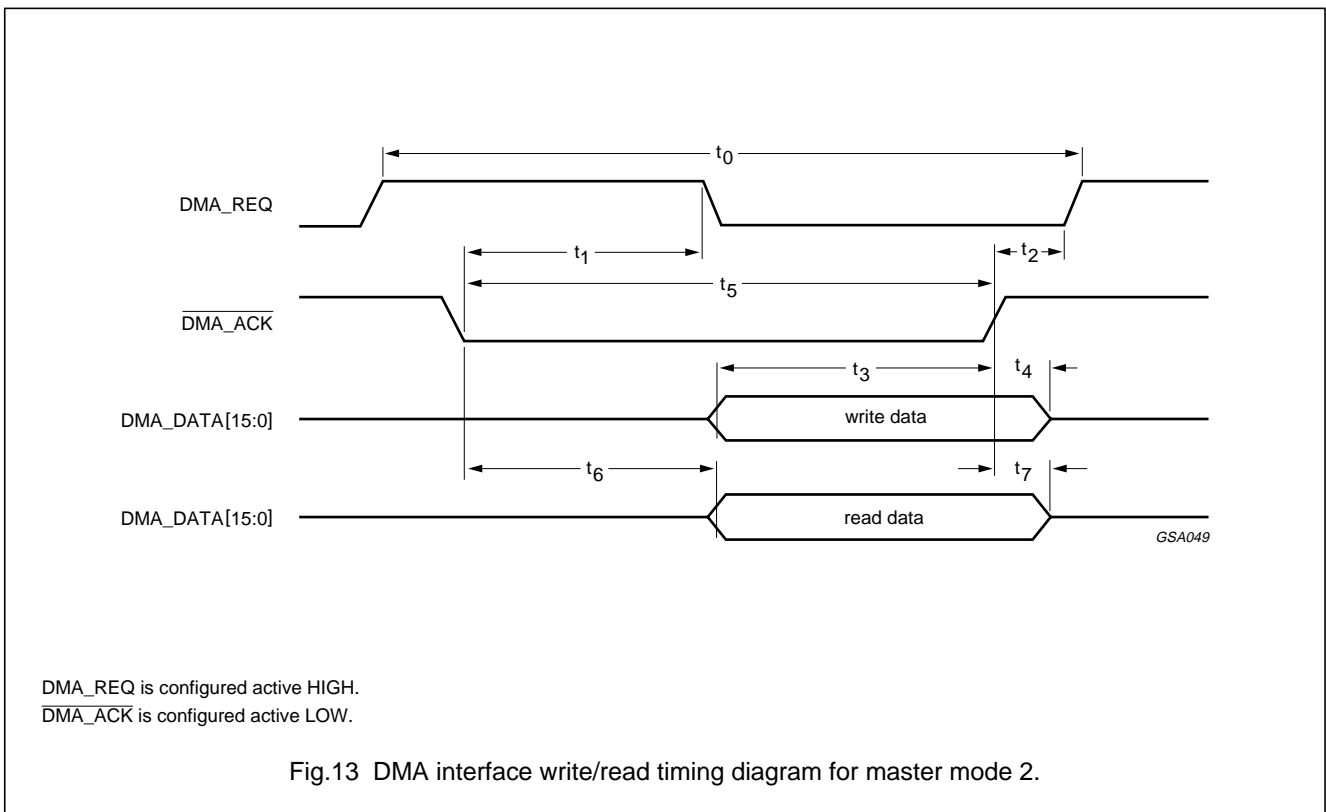 t0
DMA_REQ
t1
t2
t5
DMA_ACK
t3
t4
DMA_DATA[15:0]
write data
t6
t7
DMA_DATA[15:0]
read data
GSA049
DMA_REQ is configured active HIGH.
DMA_ACK is configured active LOW.
Fig.13 DMA interface write/read timing diagram for master mode 2.